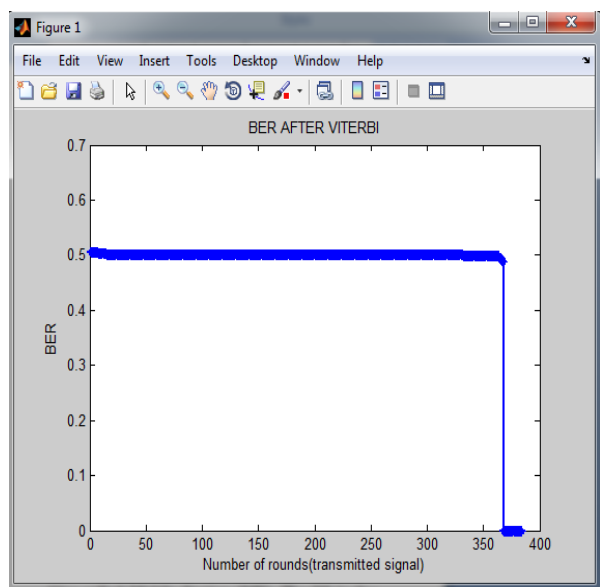 Figure 1
File Edit View Insert Tools Desktop Window Help
BER AFTER VITERBI
0.7
0.6
0.5
0.4
0.3
0.2
0.1
0
BER
0 50 100 150 200 250 300 350 400
Number of rounds(transmitted signal)